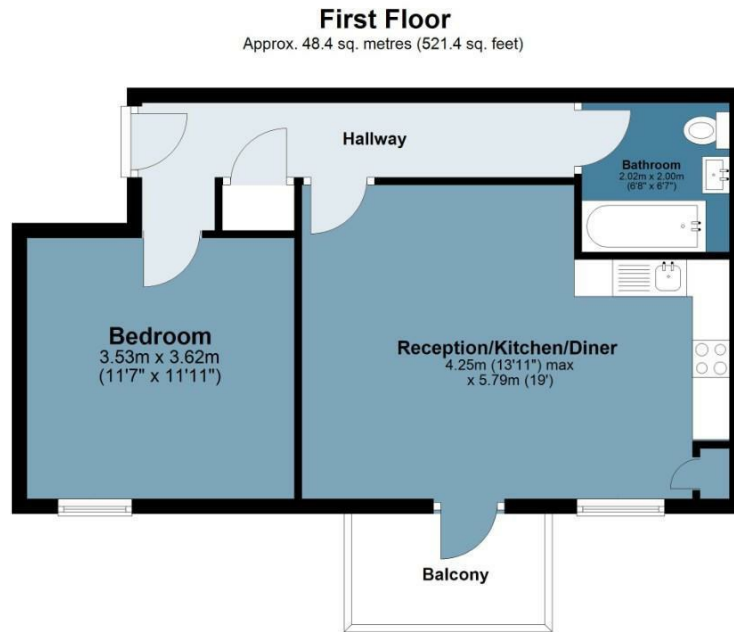 First Floor
Approx. 48.4 sq. metres (521.4 sq. feet)
Hallway
Bathroom
2.02m x 2.00m
(6'8" x 6'7")
Bedroom
3.53m x 3.62m
(11'7" x 11'11")
Reception/Kitchen/Diner
4.25m (13'11") max
x 5.79m (19')
Balcony